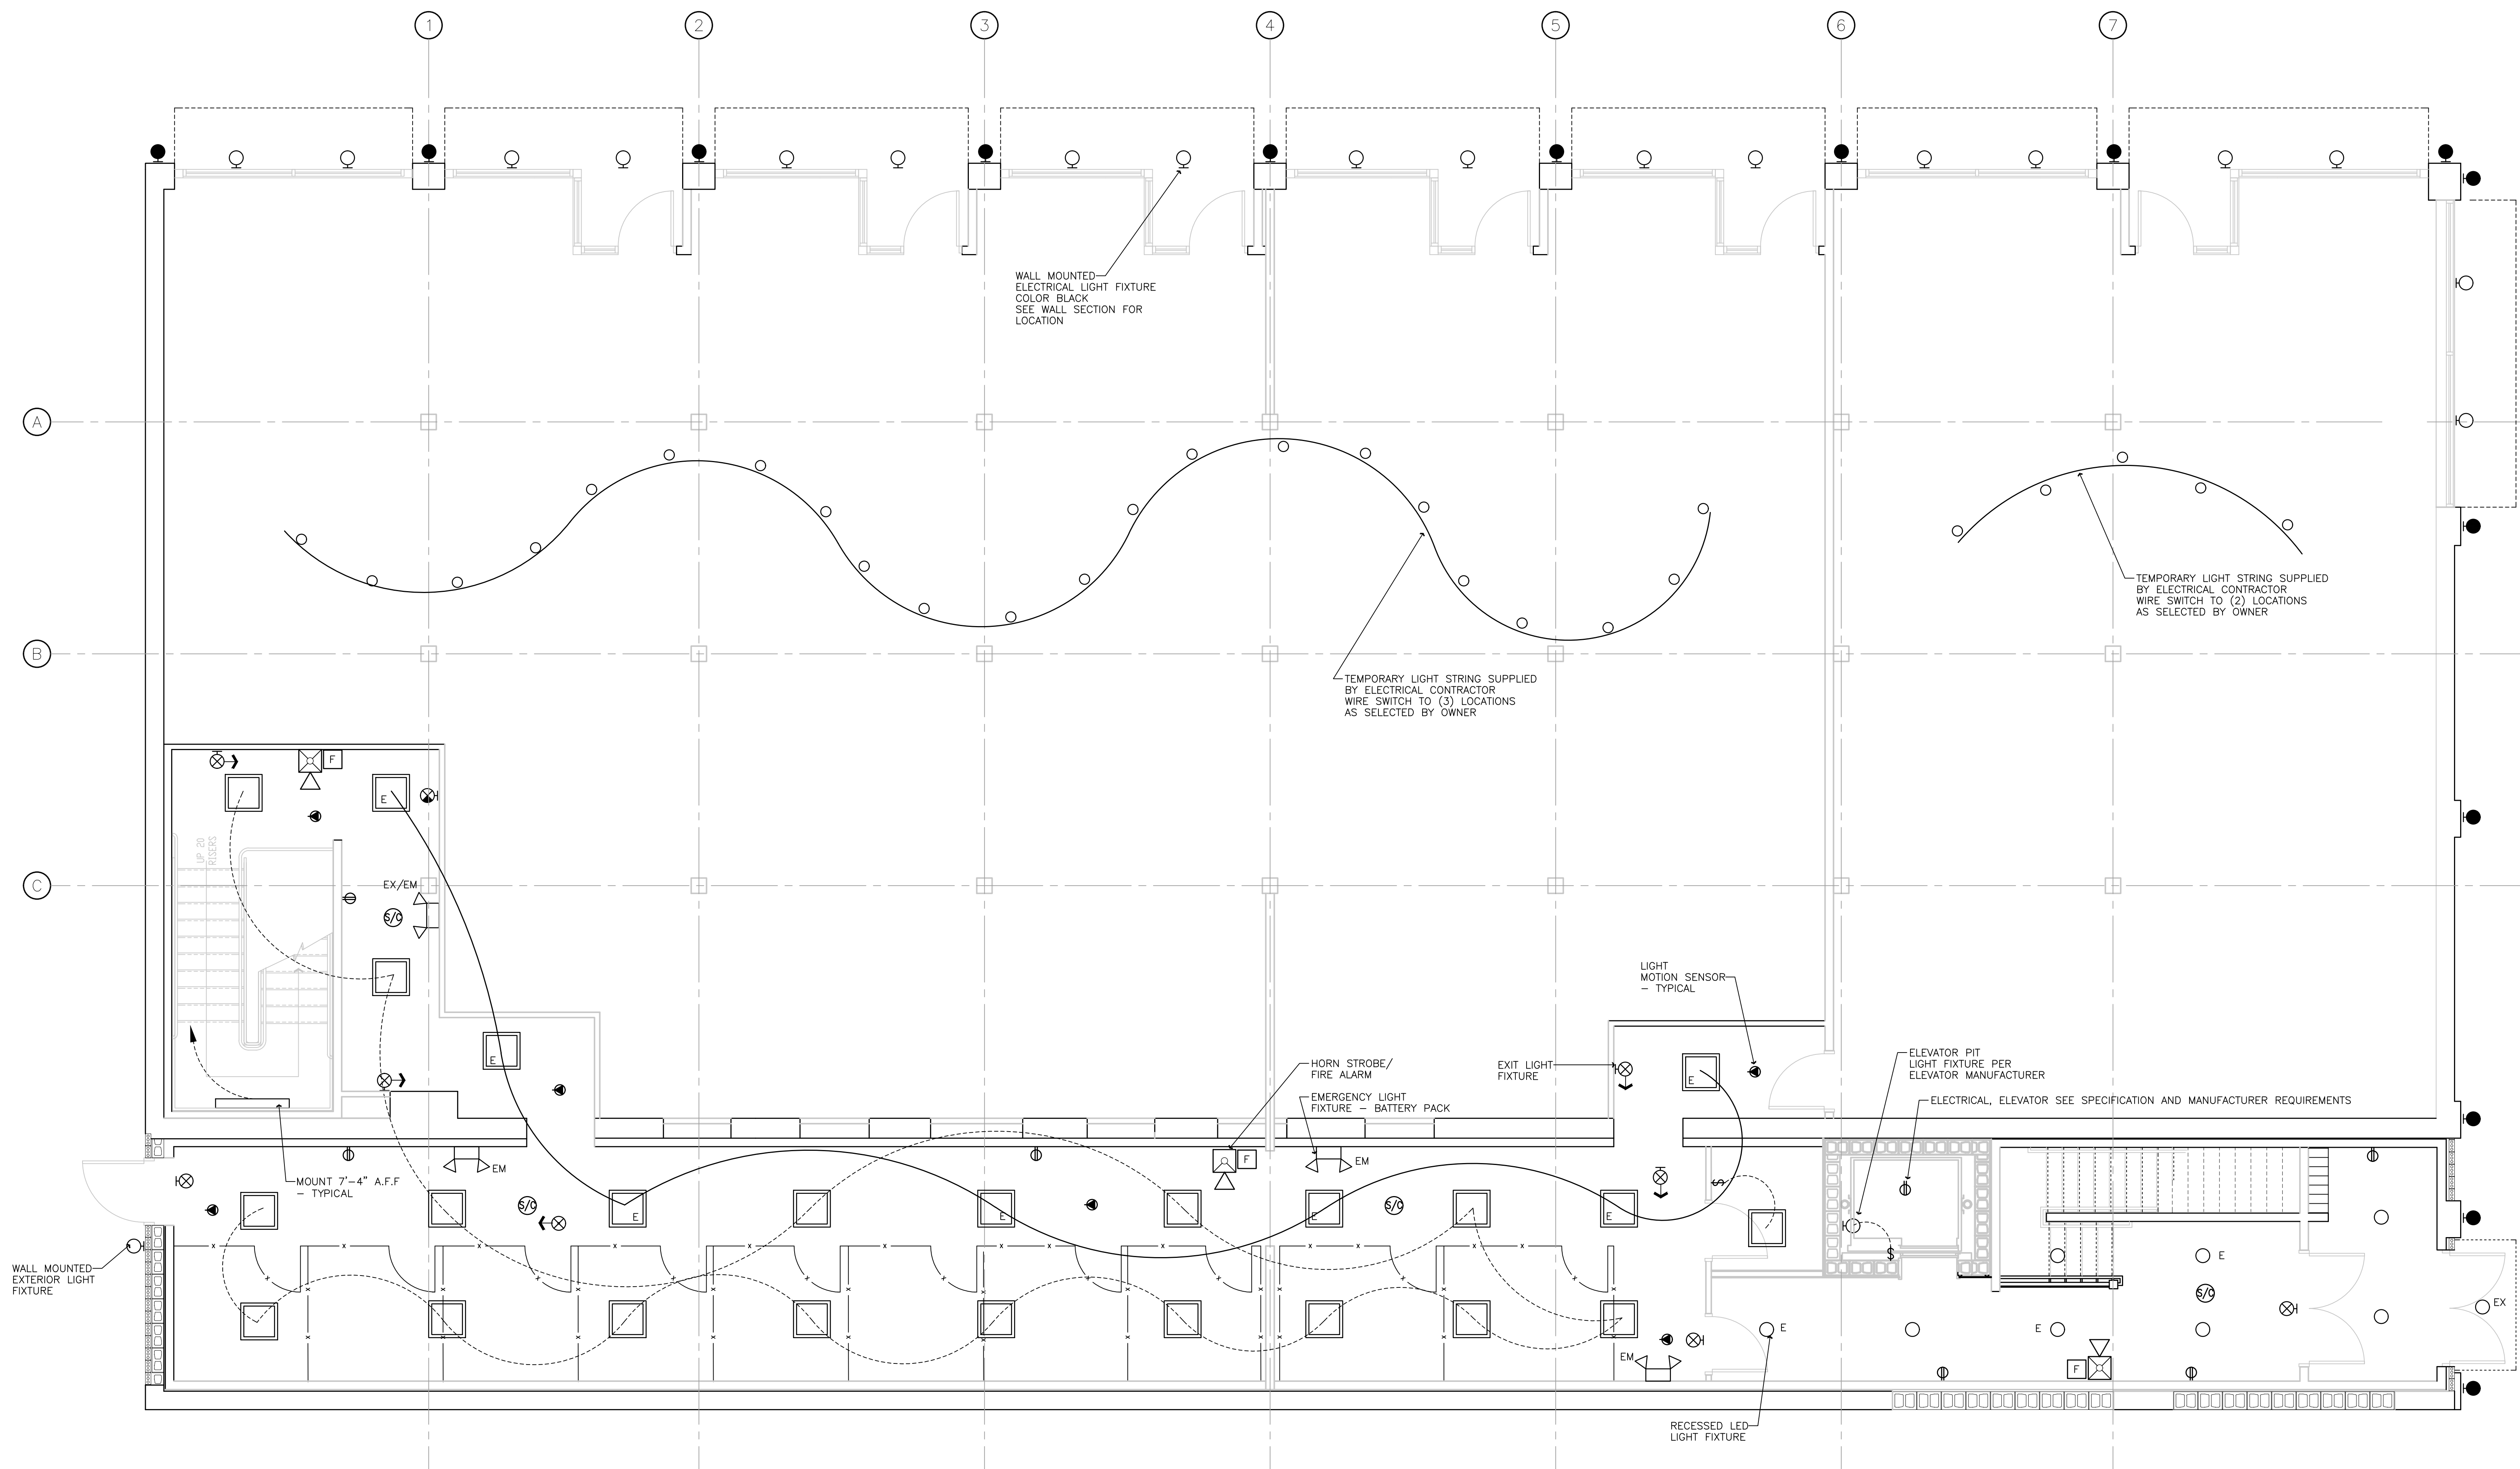 1
2
3
4
5
6
7
WALL MOUNTED
ELECTRICAL LIGHT FIXTURE
COLOR BLACK
SEE WALL SECTION FOR
LOCATION
A
TEMPORARY LIGHT STRING SUPPLIED
BY ELECTRICAL CONTRACTOR
WIRE SWITCH TO (2) LOCATIONS
AS SELECTED BY OWNER
B
TEMPORARY LIGHT STRING SUPPLIED
BY ELECTRICAL CONTRACTOR
WIRE SWITCH TO (3) LOCATIONS
AS SELECTED BY OWNER
F
E
UP 20
RISERS
C
EX/EM
S/C
LIGHT
MOTION SENSOR
– TYPICAL
E
HORN STROBE/
FIRE ALARM
EXIT LIGHT
FIXTURE
E
ELEVATOR PIT
LIGHT FIXTURE PER
ELEVATOR MANUFACTURER
EMERGENCY LIGHT
FIXTURE – BATTERY PACK
ELECTRICAL, ELEVATOR SEE SPECIFICATION AND MANUFACTURER REQUIREMENTS
EM
F
EM
MOUNT 7'–4" A.F.F
– TYPICAL
$
S/C
S/C
E
E
E
E
WALL MOUNTED
EXTERIOR LIGHT
FIXTURE
$
E
S/C
EX
E
E
EM
F
RECESSED LED
LIGHT FIXTURE